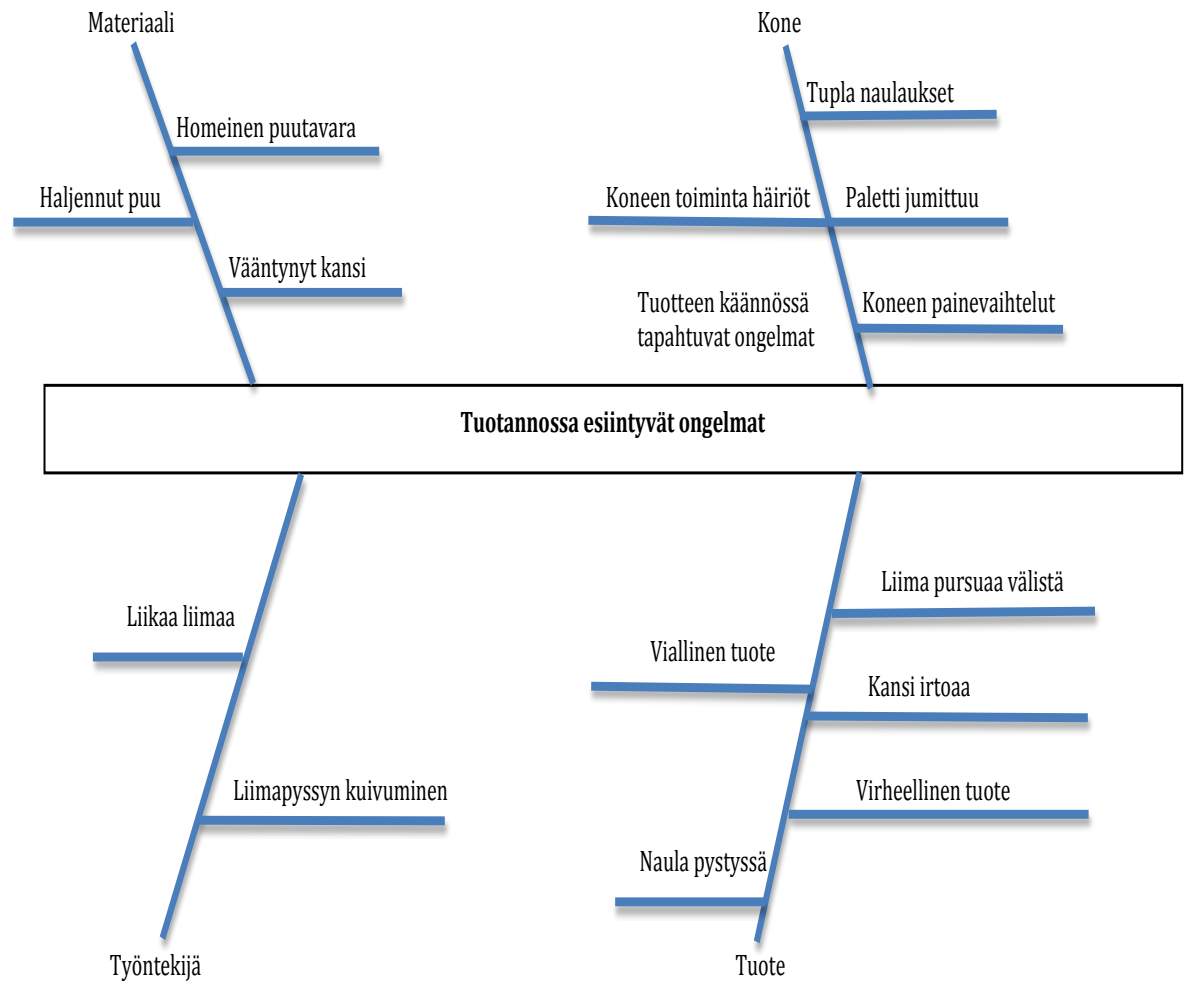 Materiaali
Kone
Tupla naulaukset
Homeinen puutavara
Haljennut puu
Koneen toiminta häiriöt
Paletti jumittuu
Vääntynyt kansi
Tuotteen käännössä
tapahtuvat ongelmat
Koneen painevaihtelut
Tuotannossa esiintyvät ongelmat
Liima pursuaa välistä
Liikaa liimaa
Viallinen tuote
Kansi irtoaa
Liimapyssyn kuivuminen
Virheellinen tuote
Naula pystyssä
Työntekijä
Tuote